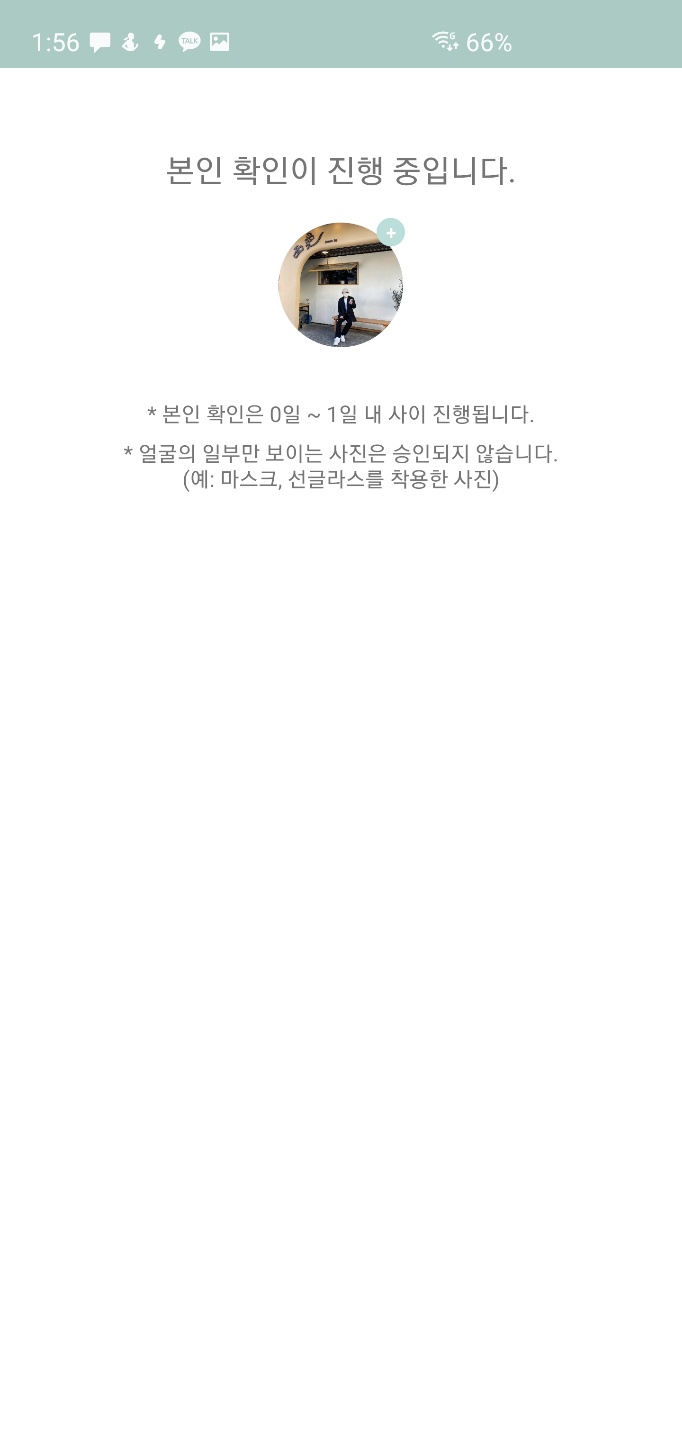 1:56
TALK
6
66%
본인 확인이 진행 중입니다.
+
* 본인 확인은 0일 ~ 1일 내 사이 진행됩니다.
* 얼굴의 일부만 보이는 사진은 승인되지 않습니다.
(예: 마스크, 선글라스를 착용한 사진)